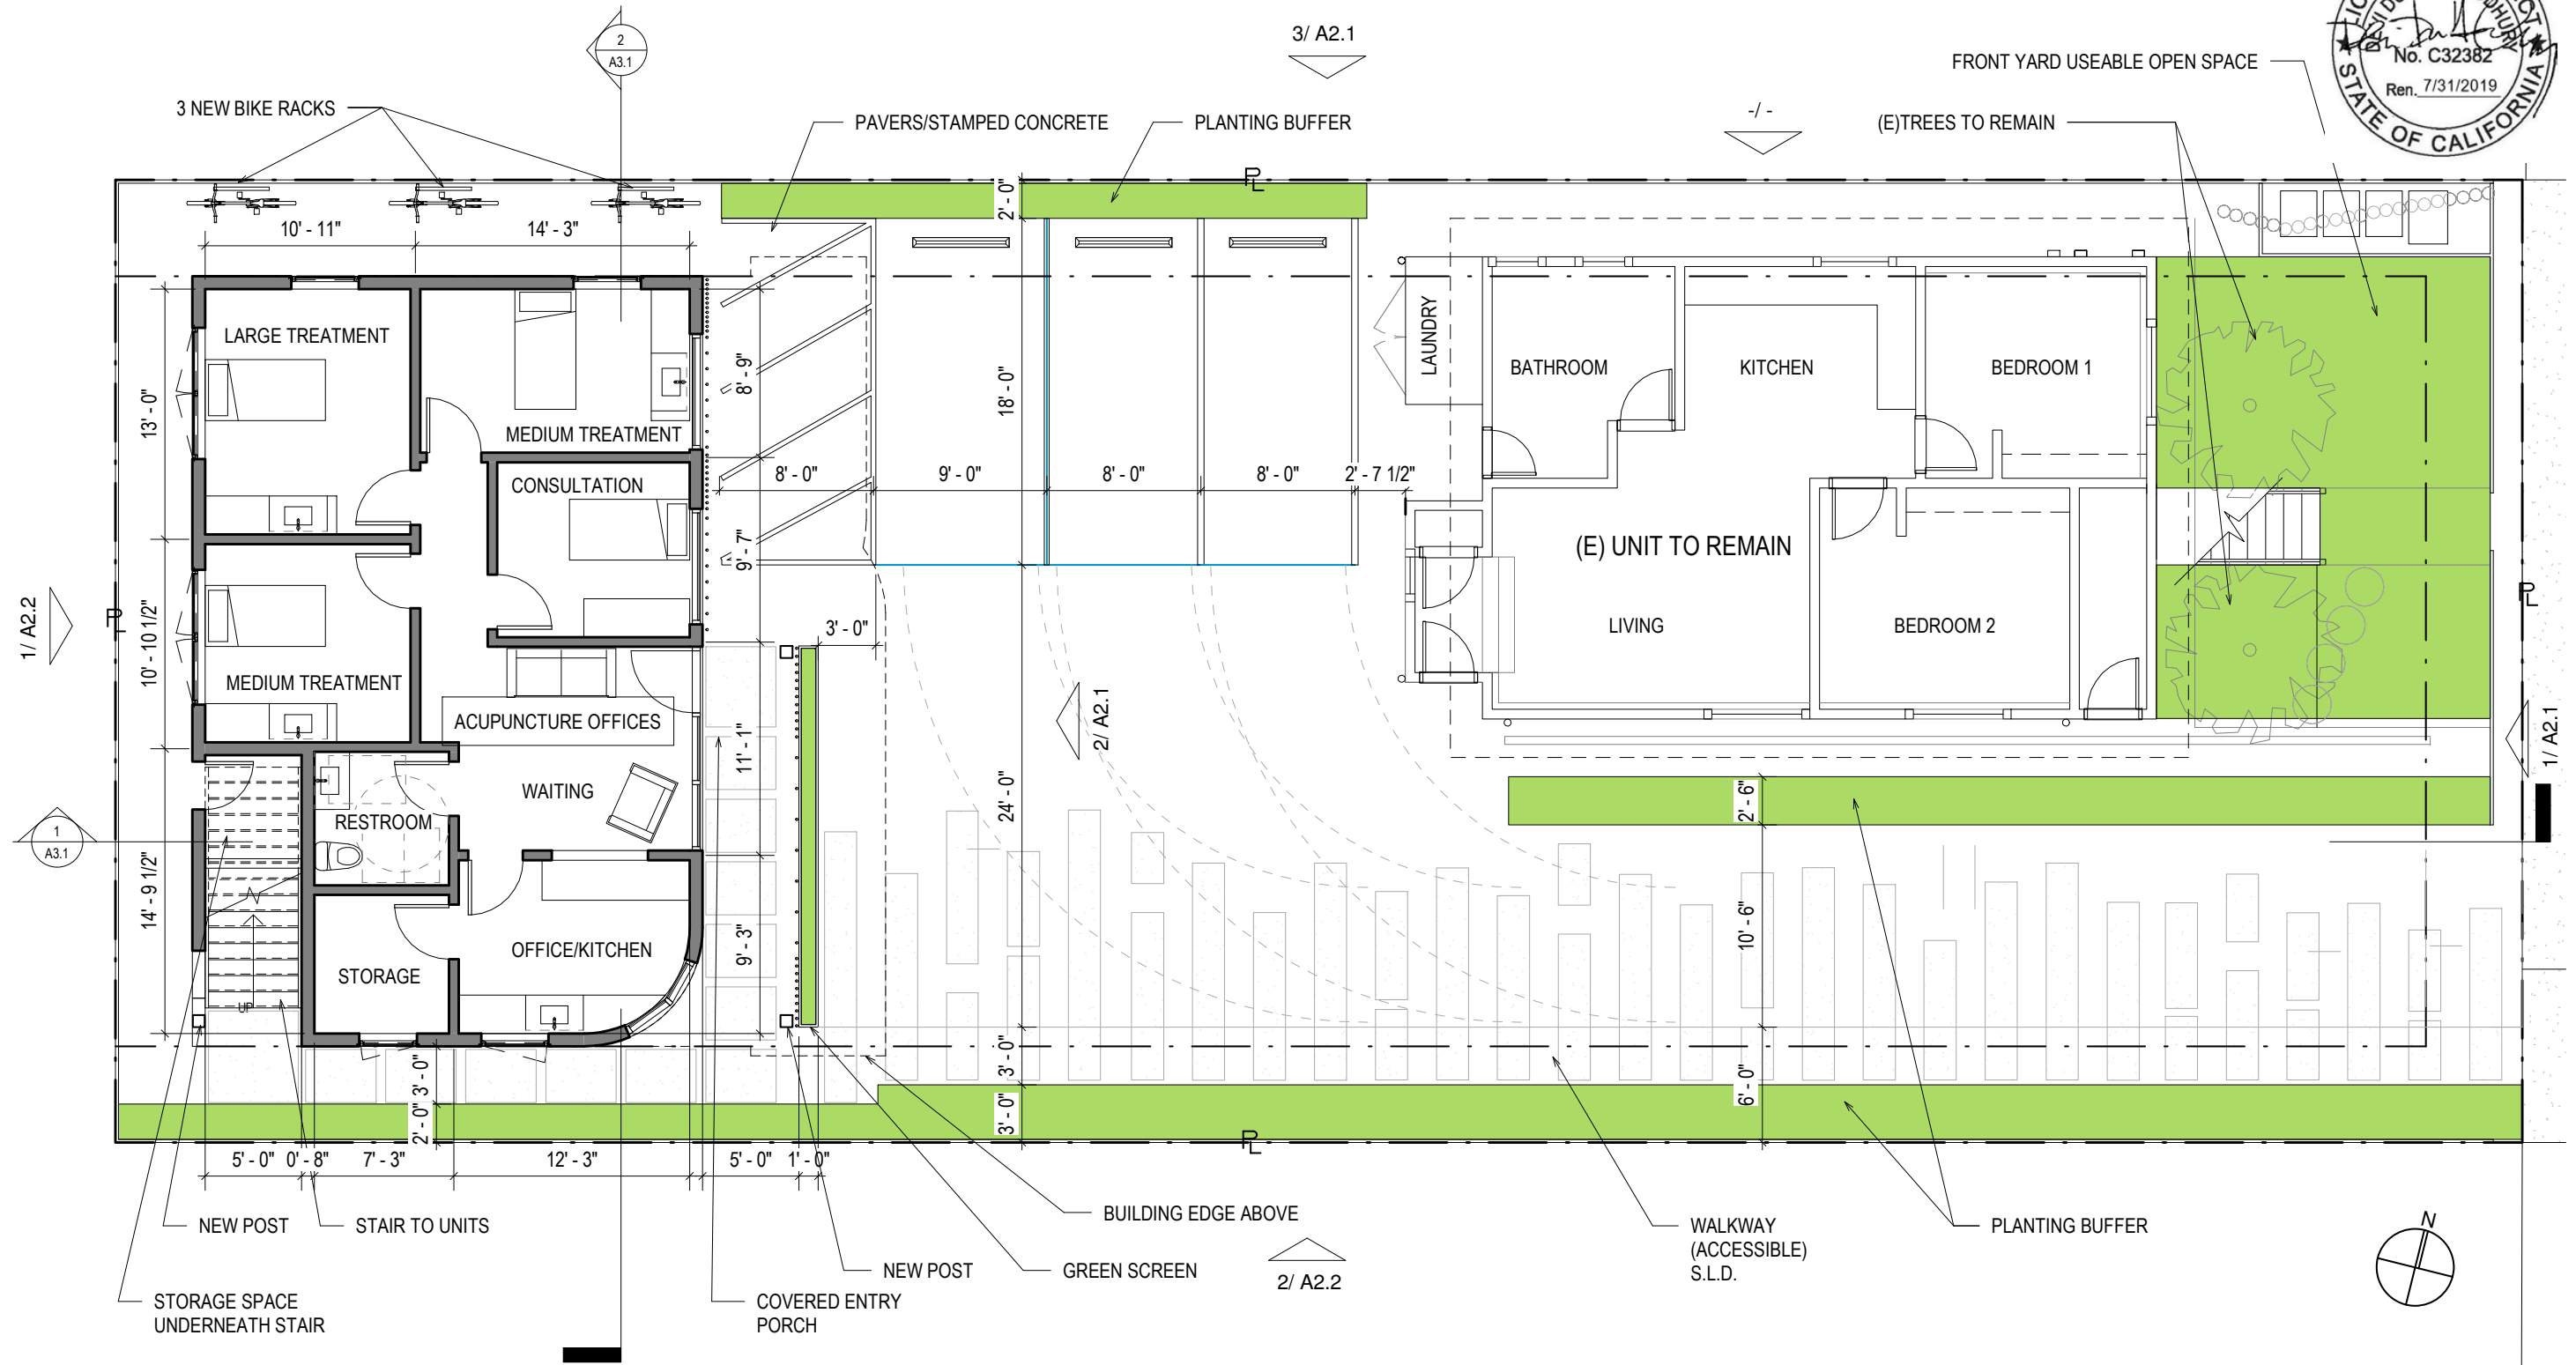 2
A3.1
3/ A2.1
No. C32382
Ren. 7/31/2019
STATE OF CALIFORNIA
FRONT YARD USEABLE OPEN SPACE
3 NEW BIKE RACKS
PAVERS/STAMPED CONCRETE
PLANTING BUFFER
-/ -
(E)TREES TO REMAIN
PL
2' - 0"
10' - 11"
14' - 3"
LARGE TREATMENT
MEDIUM TREATMENT
13' - 0"
8' - 9"
18' - 0"
LAUNDRY
BATHROOM
KITCHEN
BEDROOM 1
CONSULTATION
8' - 0"
9' - 0"
8' - 0"
8' - 0"
2' - 7 1/2"
9' - 7"
(E) UNIT TO REMAIN
1/ A2.2
PL
PL
10' - 10 1/2"
3' - 0"
LIVING
BEDROOM 2
MEDIUM TREATMENT
ACUPUNCTURE OFFICES
11' - 1"
2/ A2.1
1/ A2.1
WAITING
RESTROOM
24' - 0"
2' - 6"
1
A3.1
14' - 9 1/2"
9' - 3"
10' - 6"
OFFICE/KITCHEN
STORAGE
UP
3' - 0"
3' - 0"
6' - 0"
2' - 0"
3' - 0"
PL
5' - 0"
0' - 8"
7' - 3"
12' - 3"
5' - 0"
1' - 0"
BUILDING EDGE ABOVE
NEW POST
STAIR TO UNITS
WALKWAY
(ACCESSIBLE)
S.L.D.
PLANTING BUFFER
N
NEW POST
GREEN SCREEN
2/ A2.2
STORAGE SPACE
UNDERNEATH STAIR
COVERED ENTRY
PORCH